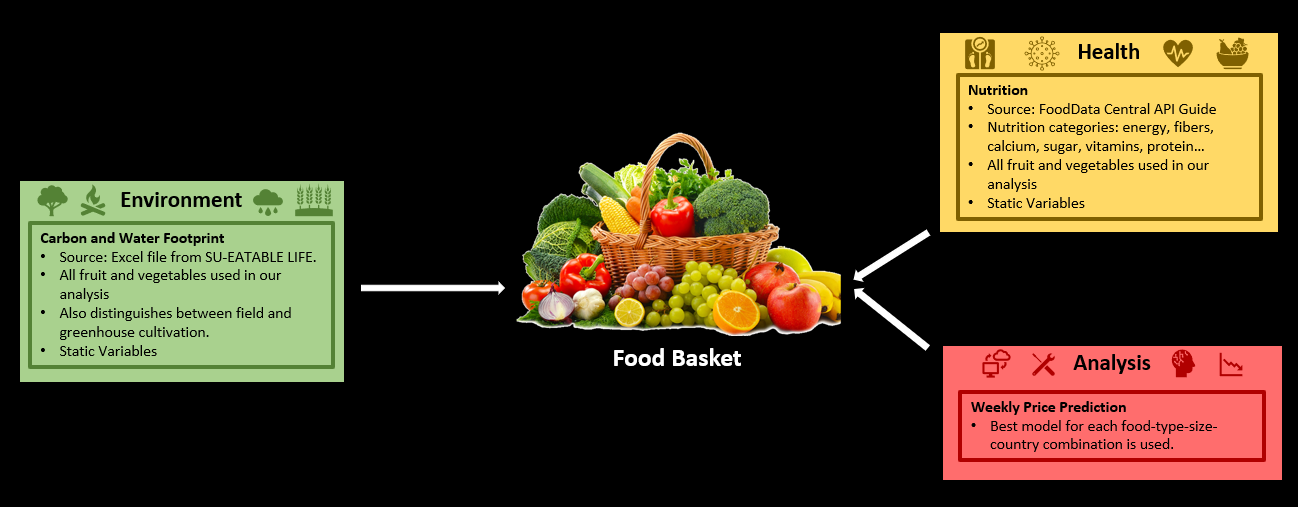 Environment
Carbon and Water Footprint
• Source: Excel file from SU-EATABLE LIFE.
• All fruit and vegetables used in our
analysis
• Also distinguishes between field and
greenhouse cultivation.
• Static Variables
Food Basket
Health
Nutrition
• Source: FoodData Central API Guide
• Nutrition categories: energy, fibers,
calcium, sugar, vitamins, protein…
• All fruit and vegetables used in our
analysis
• Static Variables
Analysis
Weekly Price Prediction
• Best model for each food-type-size-
country combination is used.